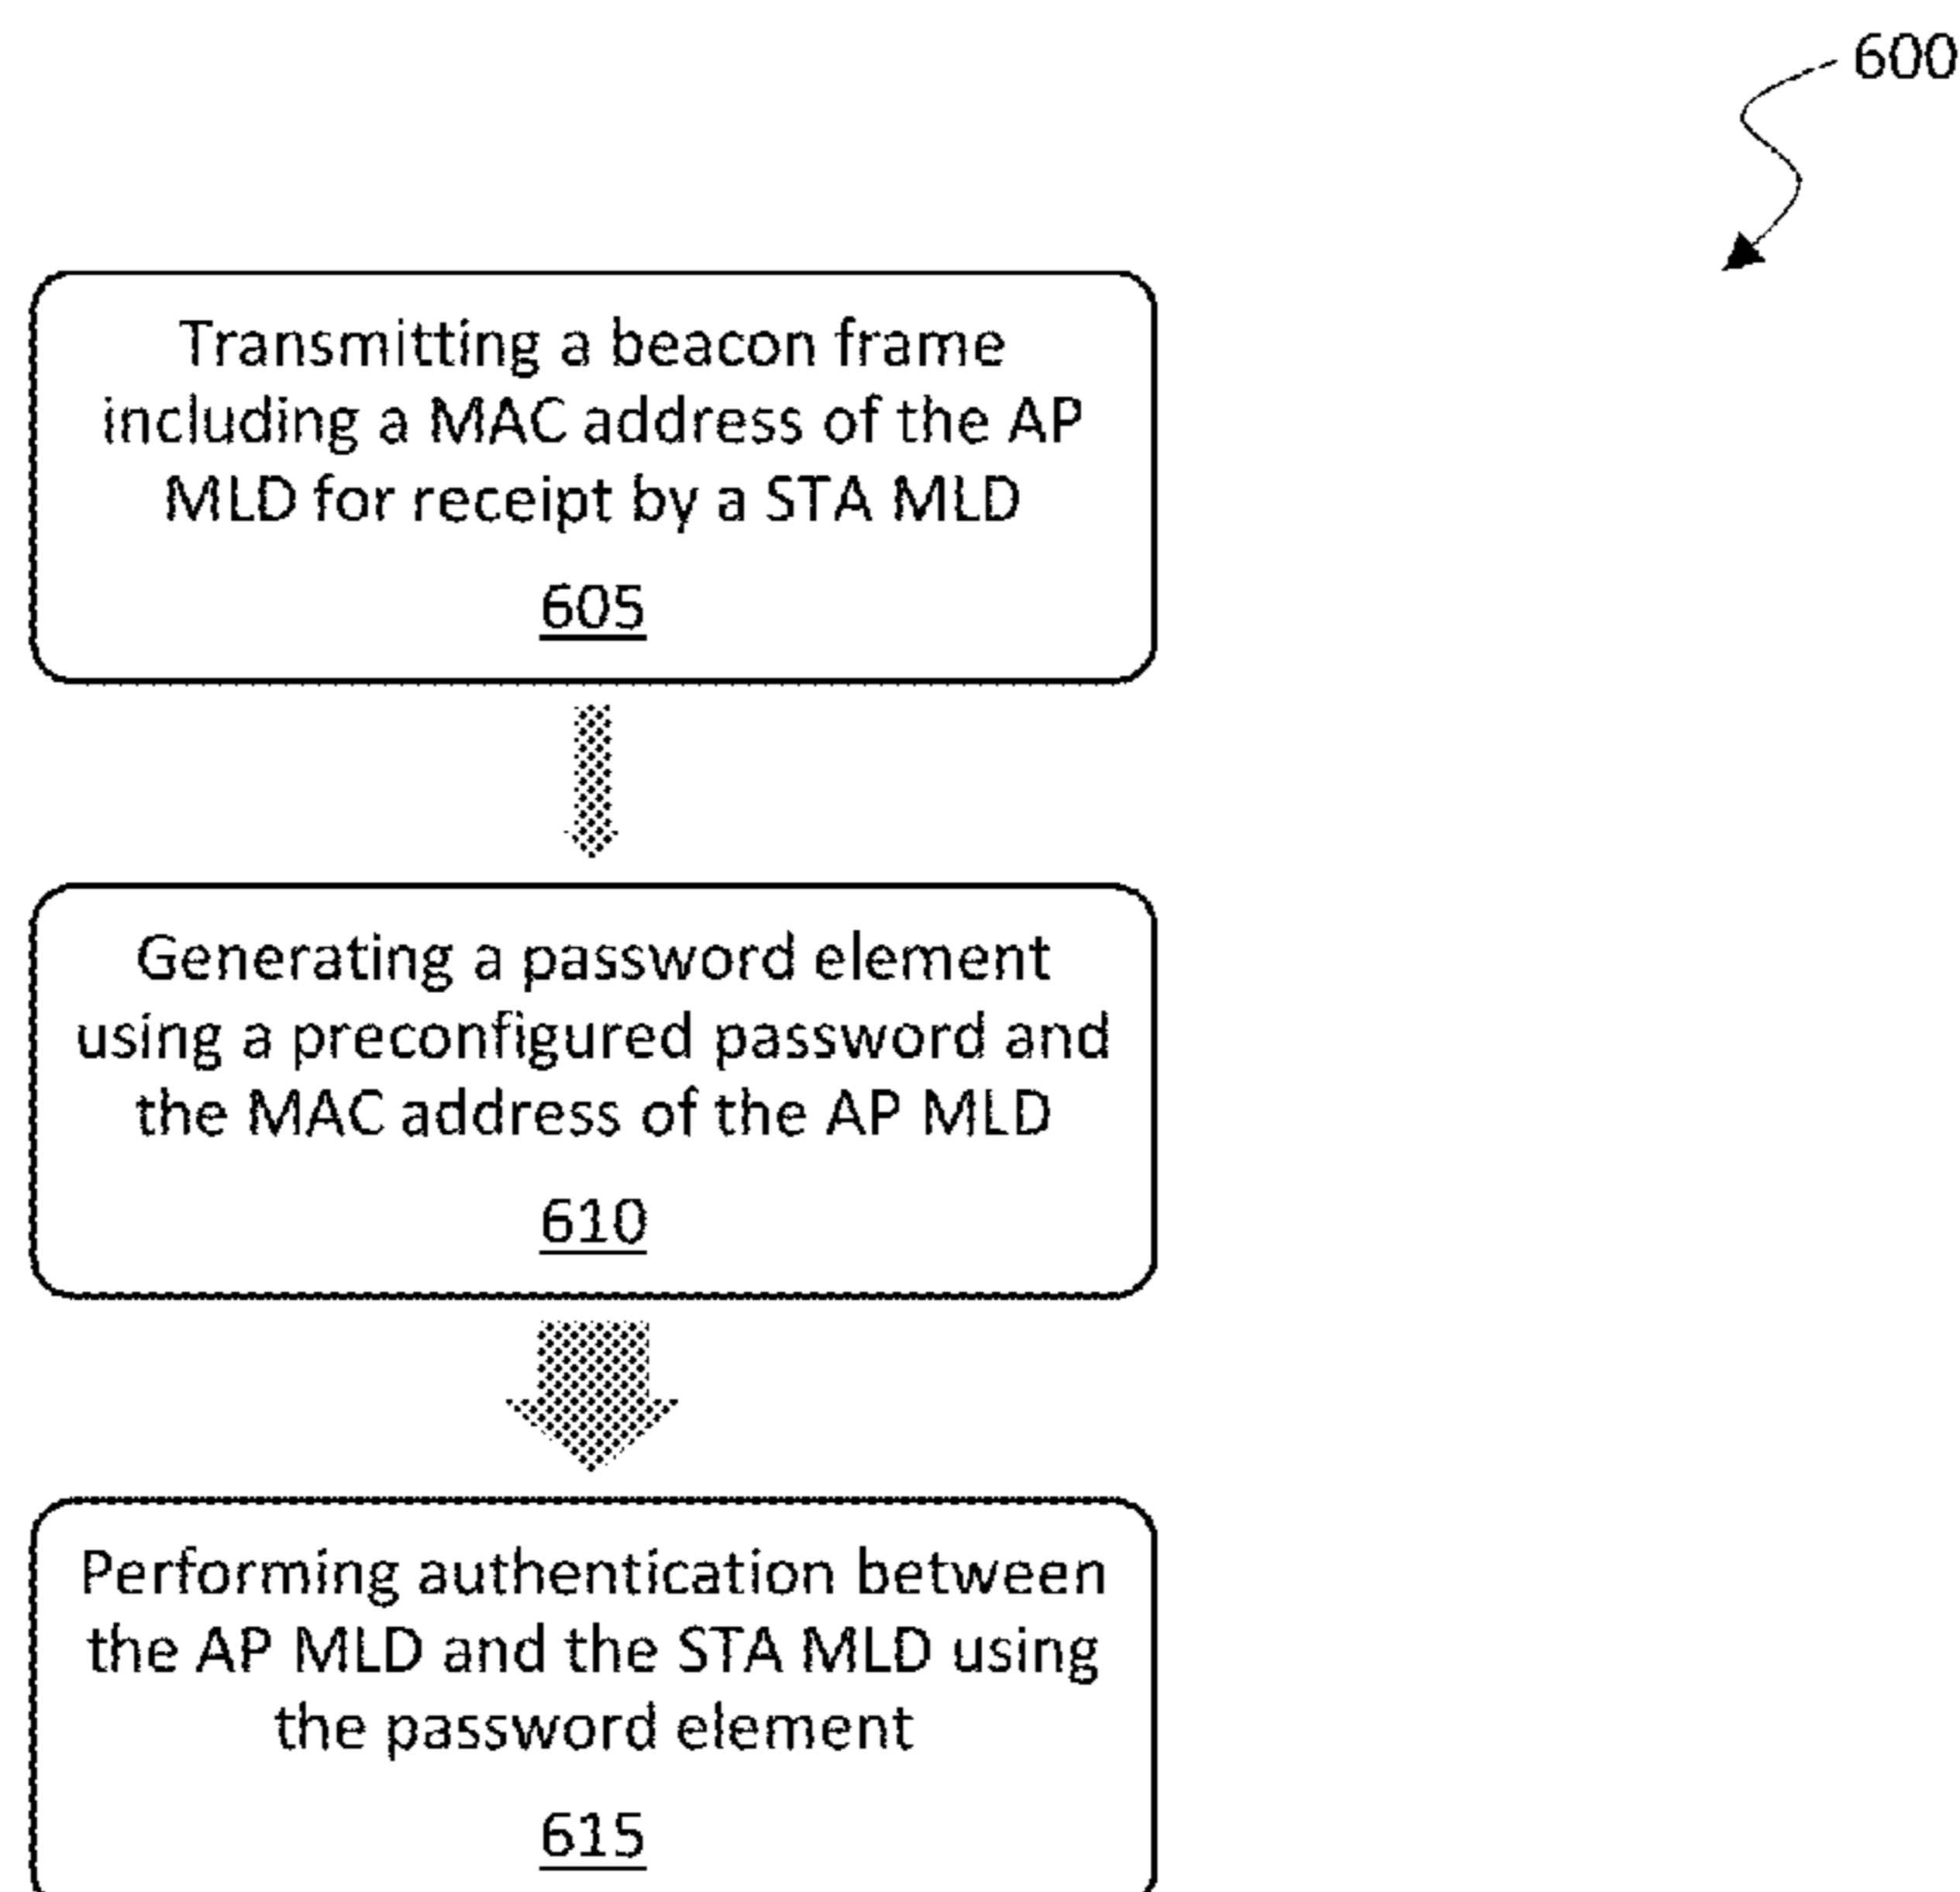 600
Transmitting a beacon frame
including a MAC address of the AP
MLD for receipt by a STA MLD
605
Generating a password element
using a preconfigured password and
the MAC address of the AP MLD
610
Performing authentication between
the AP MLD and the STA MLD using
the password element
615